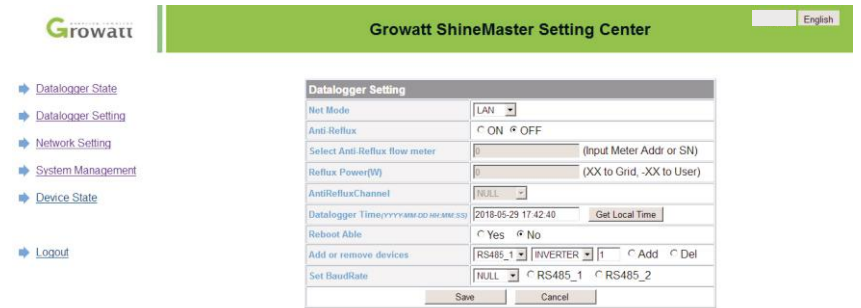 Growatt
Growatt ShineMaster Setting Center
English
Datalogger State
Datalogger Setting
Network Setting
System Management
Device State
Logout
Datalogger Setting
Net Mode LAN
Anti-Reflux ON OFF
Select Anti-Reflux flow meter 0 (Input Meter Addr or SN)
Reflux Power(W) 0 (XX to Grid, -XX to User)
AntiRefluxChannel NULL
Datalogger Time(YYYY-MM-DD HH:MM:SS) 2018-05-29 17:42:40 Get Local Time
Reboot Able Yes No
Add or remove devices RS485_1 INVERTER 1 Add Del
Set BaudRate NULL RS485_1 RS485_2
Save Cancel